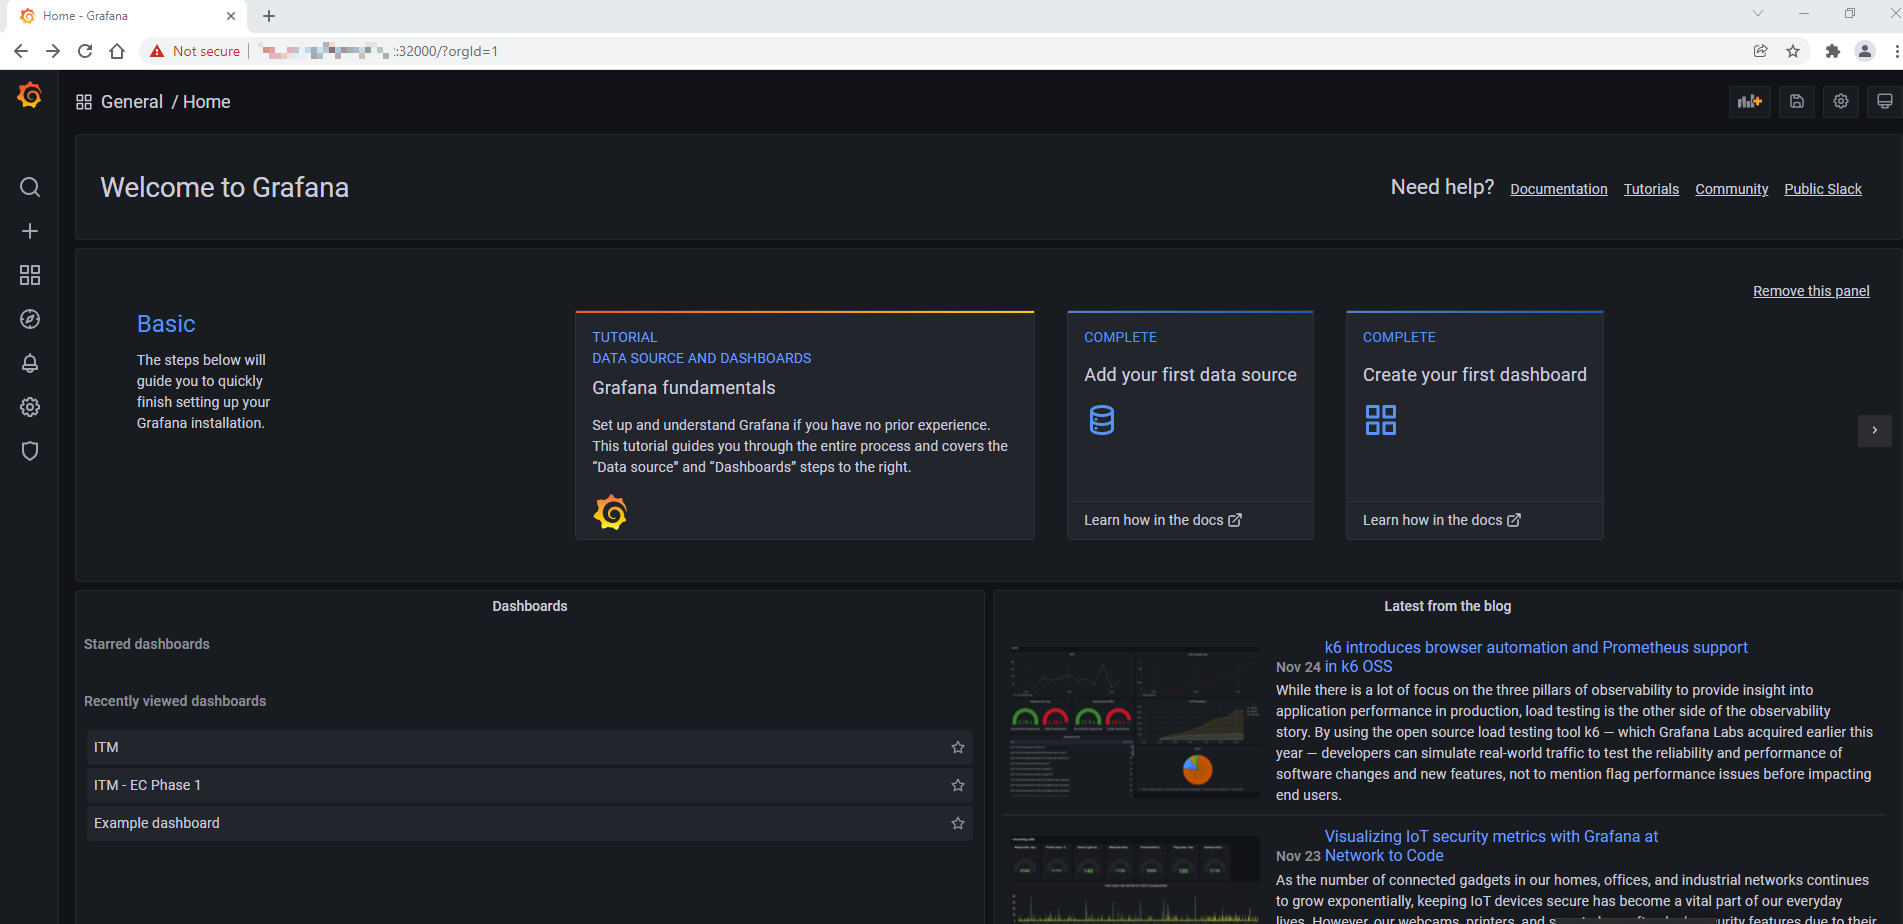 Home - Grafana
Not secure
:32000/?orgId=1
General / Home
Welcome to Grafana
Need help? Documentation Tutorials Community Public Slack
Remove this panel
Basic
The steps below will
guide you to quickly
finish setting up your
Grafana installation.
TUTORIAL
DATA SOURCE AND DASHBOARDS
Grafana fundamentals
Set up and understand Grafana if you have no prior experience.
This tutorial guides you through the entire process and covers the
“Data source” and “Dashboards” steps to the right.
COMPLETE
Add your first data source
Learn how in the docs
COMPLETE
Create your first dashboard
Learn how in the docs
Dashboards
Starred dashboards
Recently viewed dashboards
ITM
ITM - EC Phase 1
Example dashboard
Latest from the blog
k6 introduces browser automation and Prometheus support
Nov 24 in k6 OSS
While there is a lot of focus on the three pillars of observability to provide insight into
application performance in production, load testing is the other side of the observability
story. By using the open source load testing tool k6 — which Grafana Labs acquired earlier this
year — developers can simulate real-world traffic to test the reliability and performance of
software changes and new features, not to mention flag performance issues before impacting
end users.
Visualizing IoT security metrics with Grafana at
Nov 23 Network to Code
As the number of connected gadgets in our homes, offices, and industrial networks continues
to grow exponentially, keeping IoT devices secure has become a vital part of our everyday
lives. However, our webcams, printers, and features due to their